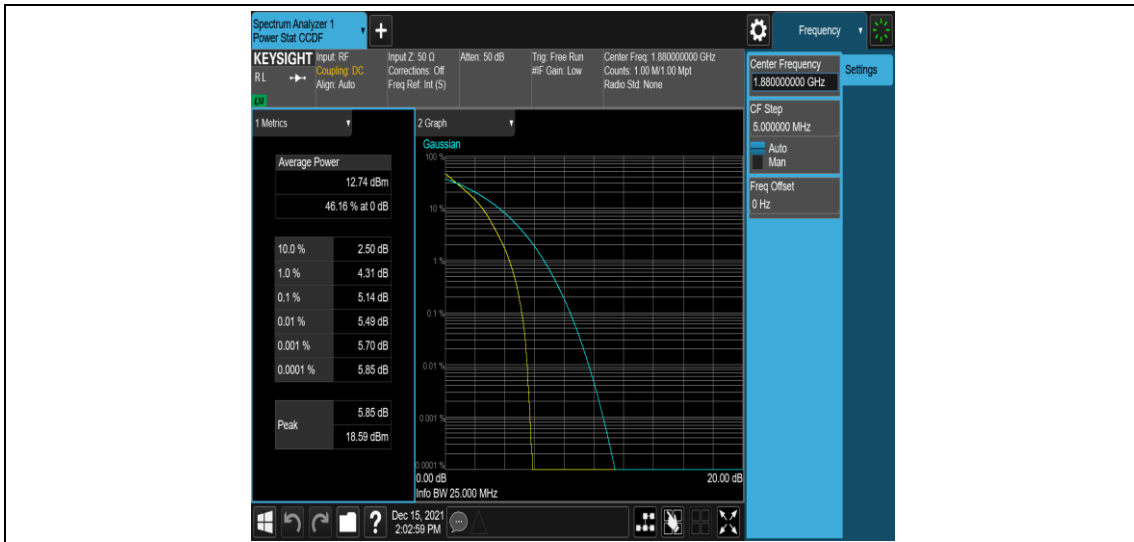 Spectrum Analyzer 1
Power Stat CCDF
+
Frequency
KEYSIGHT
RL
LXI
Input: RF
Coupling: DC
Align: Auto
Input Z: 50 Ω
Corrections: Off
Freq Ref: Int (S)
Atten: 50 dB
Trig: Free Run
#IF Gain: Low
Center Freq: 1.880000000 GHz
Counts: 1.00 M/1.00 Mpt
Radio Std: None
Center Frequency
1.880000000 GHz
Settings
CF Step
5.000000 MHz
Auto
Man
Freq Offset
0 Hz
1 Metrics
Average Power
12.74 dBm
46.16 % at 0 dB
10.0 % 2.50 dB
1.0 % 4.31 dB
0.1 % 5.14 dB
0.01 % 5.49 dB
0.001 % 5.70 dB
0.0001 % 5.85 dB
Peak
5.85 dB
18.59 dBm
2 Graph
Gaussian
100 %
10 %
1 %
0.1 %
0.01 %
0.001 %
0.0001 %
0.00 dB 20.00 dB
Info BW 25.000 MHz
?
Dec 15, 2021
2:02:59 PM